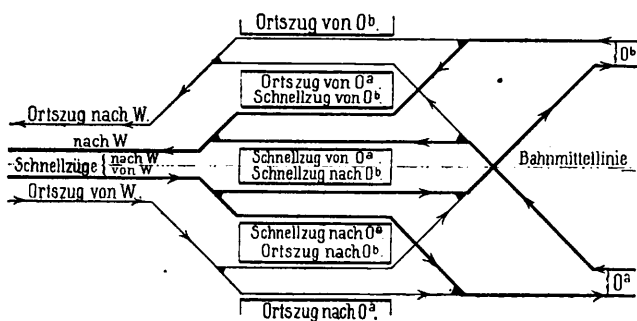 Ortszug von Oᵇ.
Oᵇ
Ortszug von Oᵃ
Schnellzug von Oᵇ.
Ortszug nach W.
nach W
Schnellzüge { nach W
von W
Schnellzug von Oᵃ.
Schnellzug nach Oᵇ.
Bahnmittellinie
Ortszug von W.
Schnellzug nach Oᵃ
Ortszug nach Oᵇ.
Oᵃ
Ortszug nach Oᵃ.